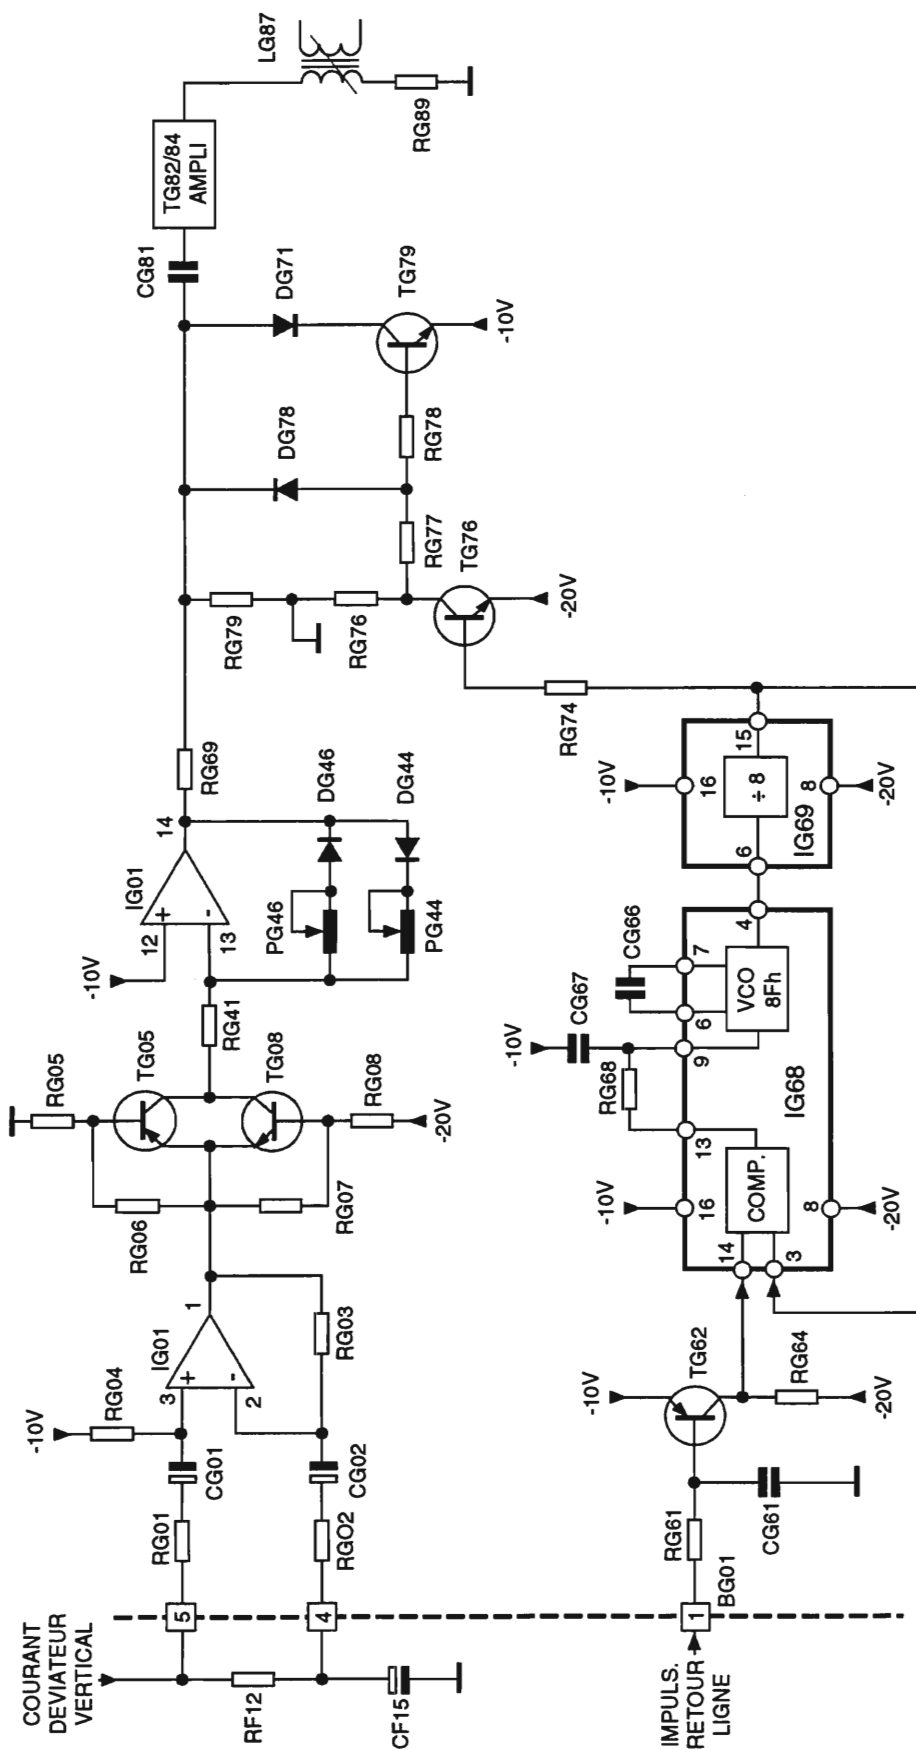 COURANT
DEVIATEUR
VERTICAL
RF12
CF15
5
4
RG01
RGO2
CG01
CG02
-10V
RG04
3
2
+
-
IG01
1
RG03
RG06
RG07
RG05
TG05
TG08
RG08
-20V
RG41
-10V
12
13
+
-
IG01
14
PG46
PG44
DG46
DG44
RG69
RG79
RG76
RG77
TG76
-20V
DG78
RG78
DG71
TG79
-10V
CG81
TG82/84
AMPLI
LG87
RG89
IMPULS.
RETOUR
LIGNE
1
BG01
RG61
CG61
-10V
TG62
RG64
-20V
14
3
COMP.
-10V
16
8
-20V
13
RG68
-10V
CG67
9
6
7
CG66
VCO
8Fh
4
IG68
6
÷ 8
-10V
16
IG69
8
-20V
15
RG74